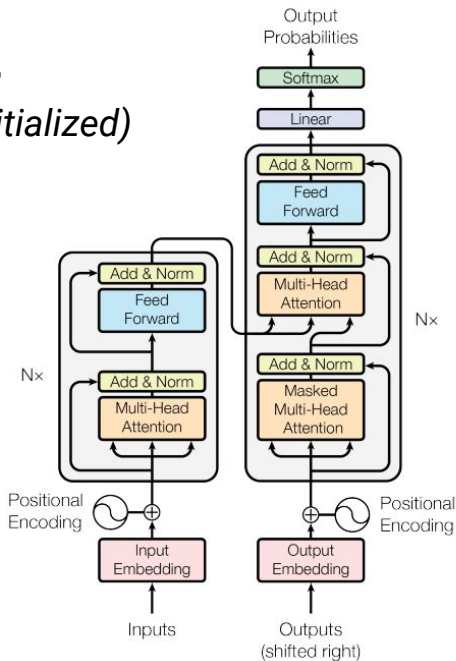 itialized)
Output
Probabilities
Softmax
Linear
Add & Norm
Feed
Forward
Add & Norm
Multi-Head
Attention
Nx
Add & Norm
Masked
Multi-Head
Attention
Add & Norm
Feed
Forward
Nx
Add & Norm
Multi-Head
Attention
Positional
Encoding
Positional
Encoding
Input
Embedding
Output
Embedding
Inputs
Outputs
(shifted right)